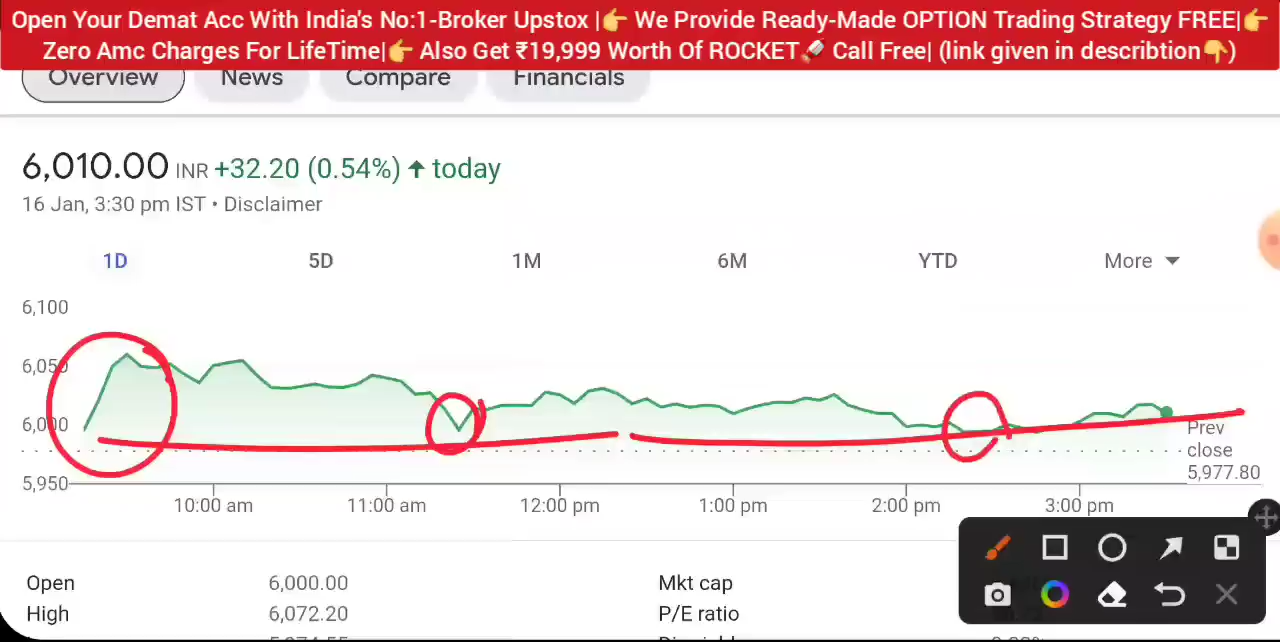 Open Your Demat Acc With India's No:1-Broker Upstox |👉 We Provide Ready-Made OPTION Trading Strategy FREE|👉
Zero Amc Charges For LifeTime|👉 Also Get ₹19,999 Worth Of ROCKET🚀 Call Free| (link given in describtion👇)
Overview News Compare Financials
6,010.00 INR +32.20 (0.54%) ↑ today
16 Jan, 3:30 pm IST • Disclaimer
1D 5D 1M 6M YTD More
6,100
6,050
6,000
Prev
close
5,977.80
5,950
10:00 am 11:00 am 12:00 pm 1:00 pm 2:00 pm 3:00 pm
Open 6,000.00 Mkt cap
High 6,072.20 P/E ratio